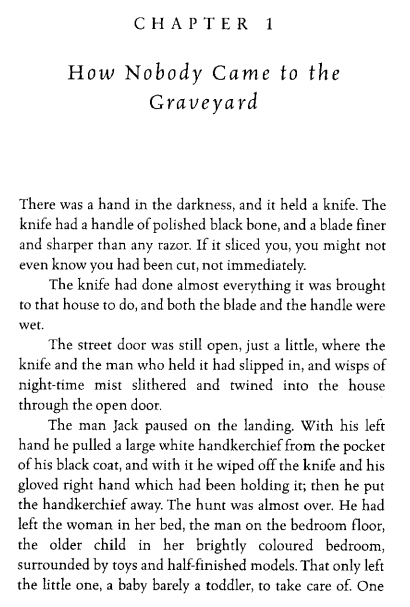 CHAPTER 1
How Nobody Came to the
Graveyard
There was a hand in the darkness, and it held a knife. The
knife had a handle of polished black bone, and a blade finer
and sharper than any razor. If it sliced you, you might not
even know you had been cut, not immediately.
The knife had done almost everything it was brought
to that house to do, and both the blade and the handle were
wet.
The street door was still open, just a little, where the
knife and the man who held it had slipped in, and wisps of
night-time mist slithered and twined into the house
through the open door.
The man Jack paused on the landing. With his left
hand he pulled a large white handkerchief from the pocket
of his black coat, and with it he wiped off the knife and his
gloved right hand which had been holding it; then he put
the handkerchief away. The hunt was almost over. He had
left the woman in her bed, the man on the bedroom floor,
the older child in her brightly coloured bedroom,
surrounded by toys and half-finished models. That only left
the little one, a baby barely a toddler, to take care of. One